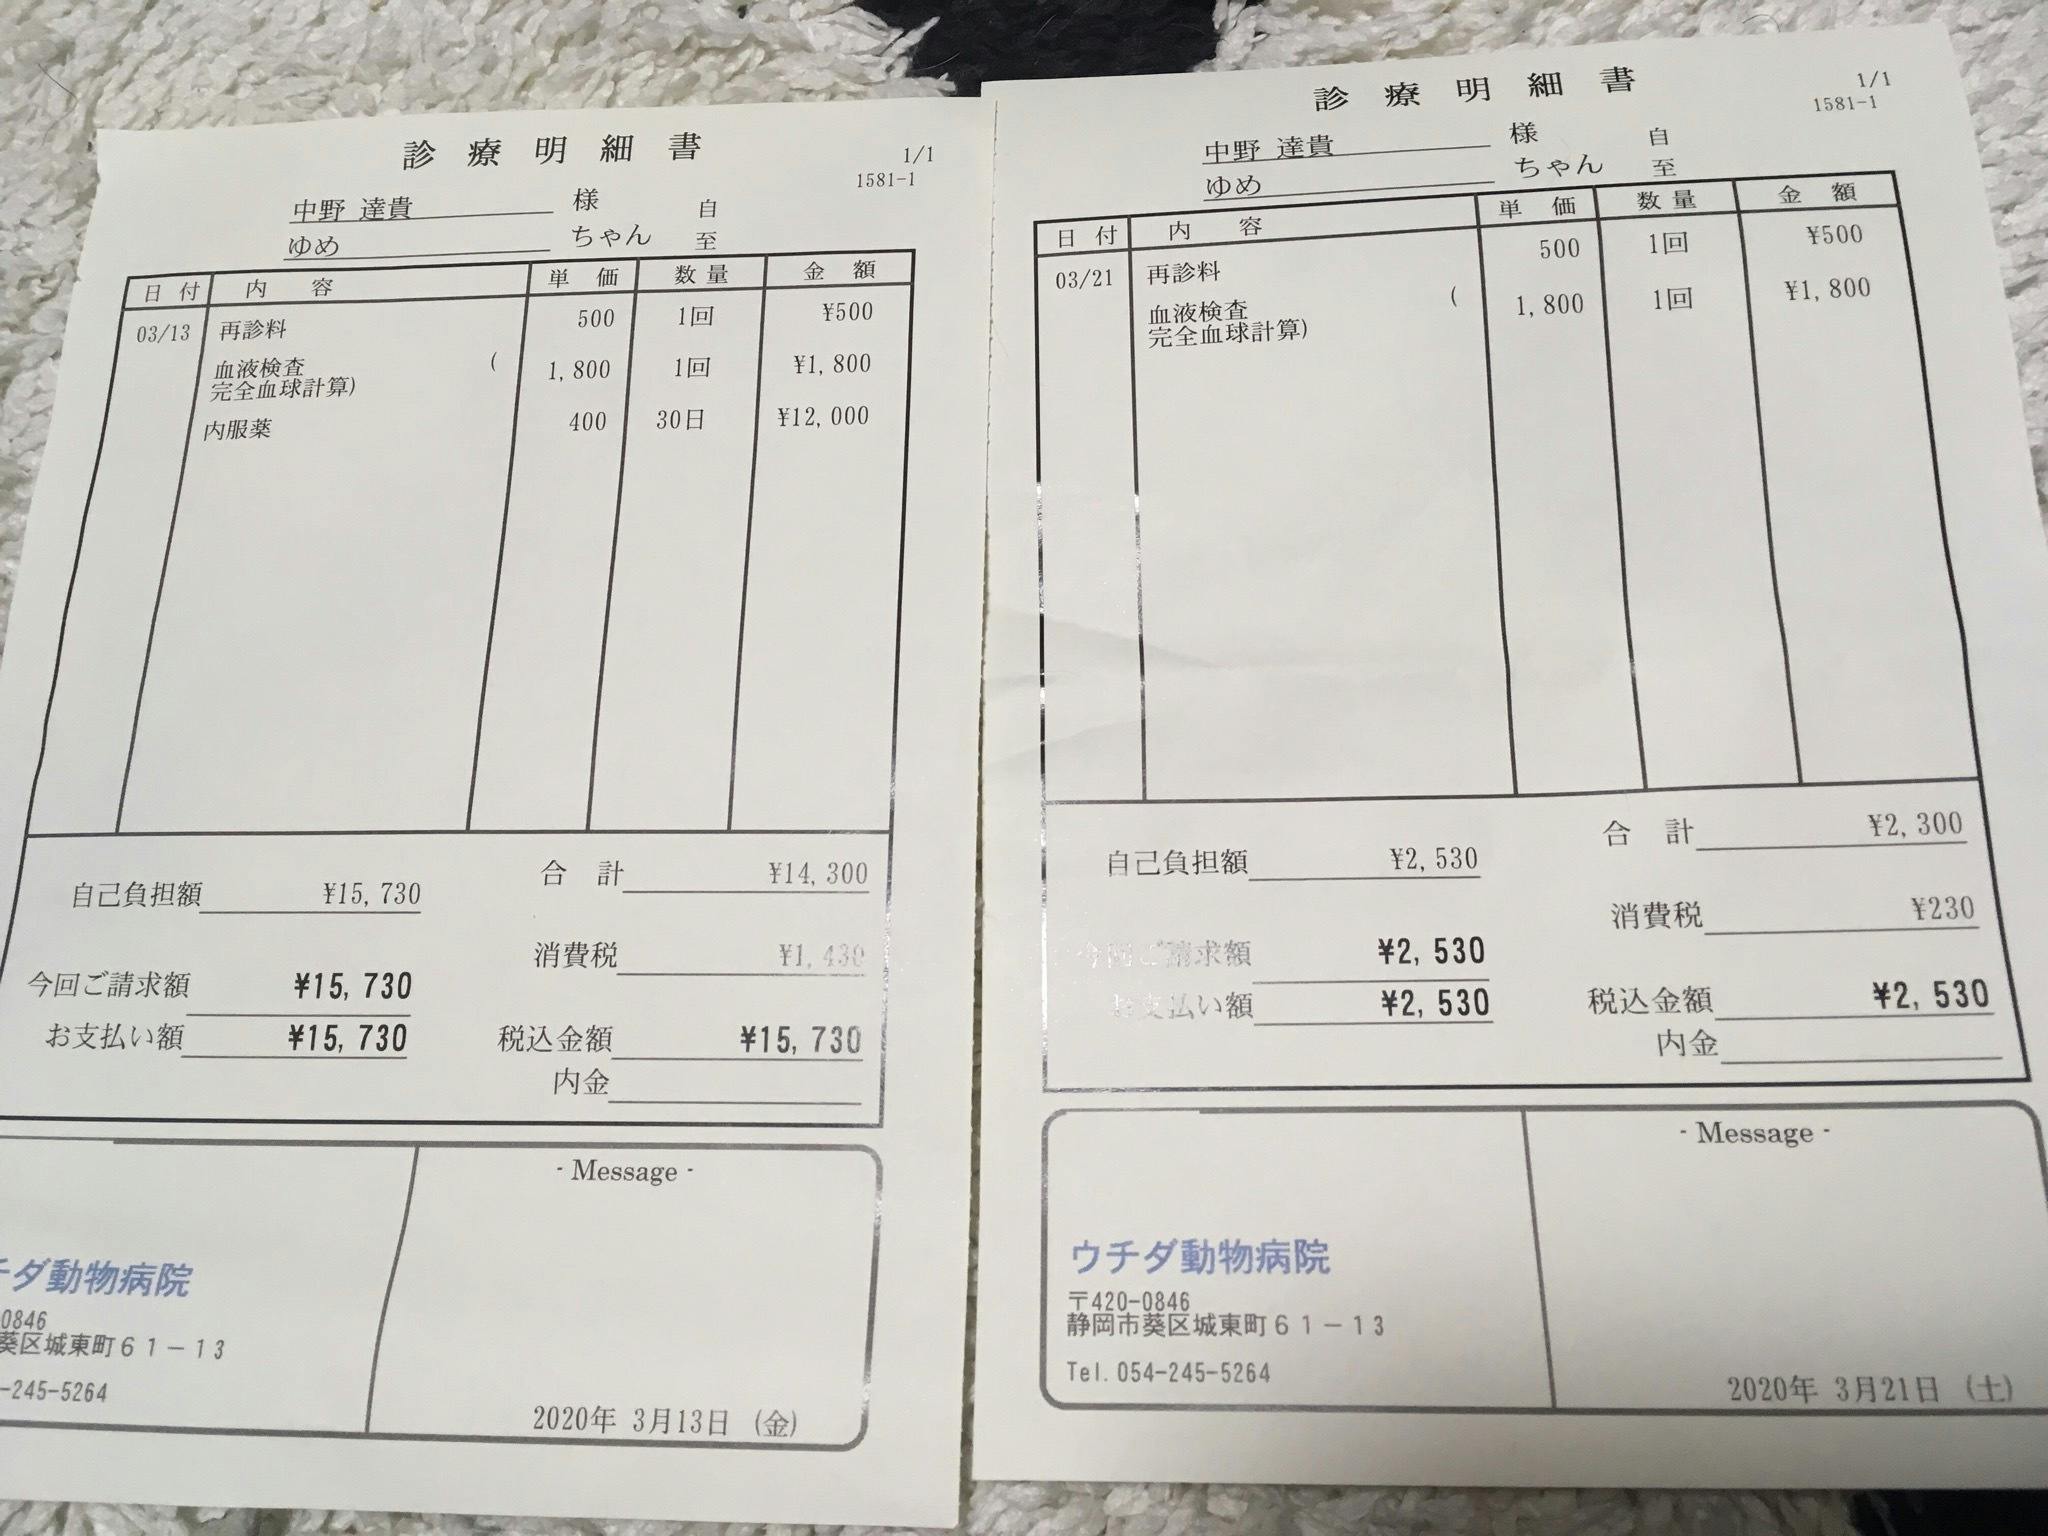 診療明細書
1/1
1581-1
中野 達貴 様 自
ゆめ ちゃん 至
日付 内容 単価 数量 金額
03/13 再診料 500 1回 ¥500
血液検査 ( 1,800 1回 ¥1,800
完全血球計算)
内服薬 400 30日 ¥12,000
自己負担額 ¥15,730 合計 ¥14,300
消費税 ¥1,430
今回ご請求額 ¥15,730
お支払い額 ¥15,730 税込金額 ¥15,730
内金
- Message -
チダ動物病院
0846
葵区城東町61-13
-245-5264
2020年 3月13日 (金)
診療明細書
1/1
1581-1
中野 達貴 様 自
ゆめ ちゃん 至
日付 内容 単価 数量 金額
03/21 再診料 500 1回 ¥500
血液検査 ( 1,800 1回 ¥1,800
完全血球計算)
自己負担額 ¥2,530 合計 ¥2,300
消費税 ¥230
今回ご請求額 ¥2,530
お支払い額 ¥2,530 税込金額 ¥2,530
内金
- Message -
ウチダ動物病院
〒420-0846
静岡市葵区城東町61-13
Tel. 054-245-5264
2020年 3月21日 (土)